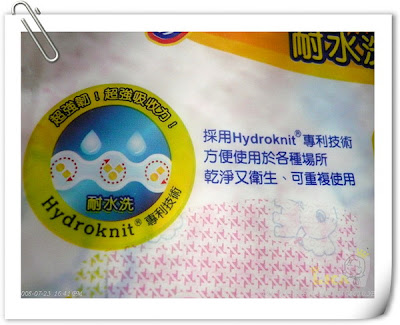 耐水洗
超強韌！超強吸收力！
耐水洗
Hydroknit® 專利技術
採用Hydroknit®專利技術
方便使用於各種場所
乾淨又衛生、可重複使用